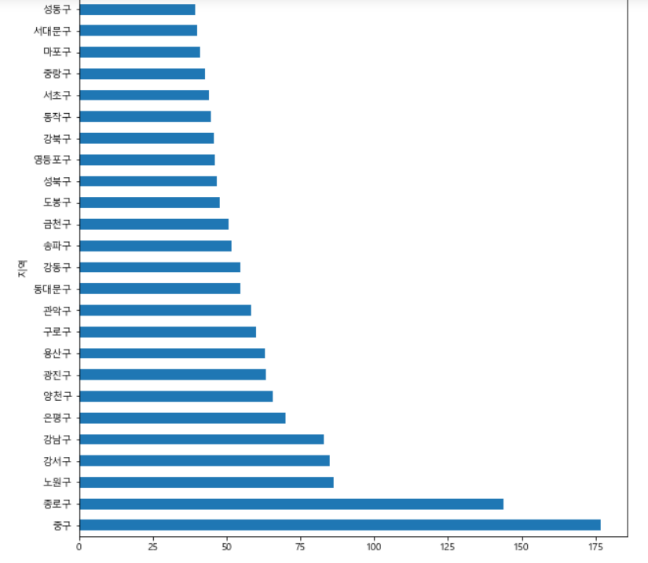 성동구
서대문구
마포구
중랑구
서초구
동작구
강북구
영등포구
성북구
도봉구
금천구
송파구
강동구
동대문구
관악구
구로구
용산구
광진구
양천구
은평구
강남구
강서구
노원구
종로구
중구
지역
0 25 50 75 100 125 150 175